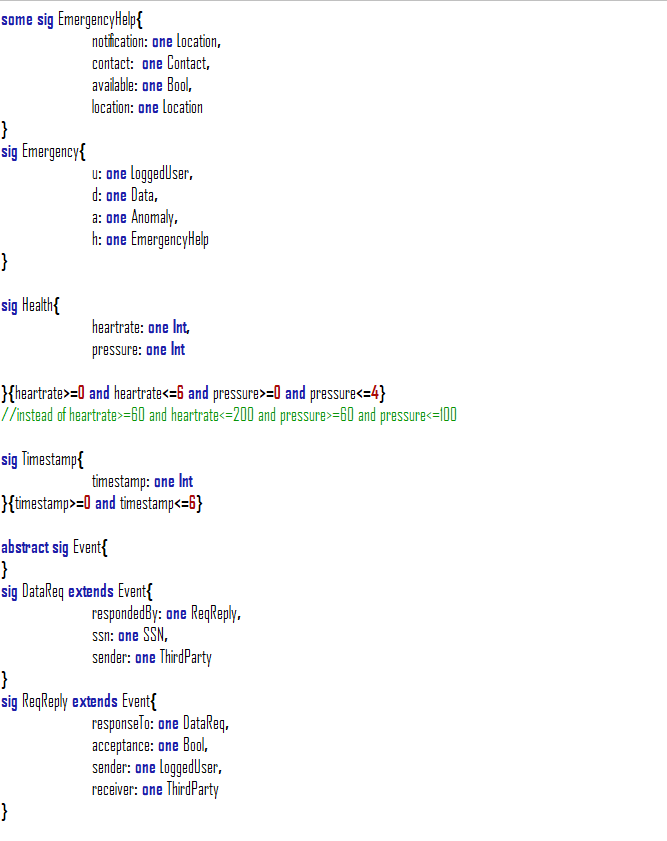 some sig EmergencyHelp{
notification: one Location,
contact: one Contact,
available: one Bool,
location: one Location
}
sig Emergency{
u: one LoggedUser,
d: one Data,
a: one Anomaly,
h: one EmergencyHelp
}
sig Health{
heartrate: one Int,
pressure: one Int
}{heartrate>=0 and heartrate<=6 and pressure>=0 and pressure<=4}
//instead of heartrate>=60 and heartrate<=200 and pressure>=60 and pressure<=100
sig Timestamp{
timestamp: one Int
}{timestamp>=0 and timestamp<=6}
abstract sig Event{
}
sig DataReq extends Event{
respondedBy: one ReqReply,
ssn: one SSN,
sender: one ThirdParty
}
sig ReqReply extends Event{
responseTo: one DataReq,
acceptance: one Bool,
sender: one LoggedUser,
receiver: one ThirdParty
}